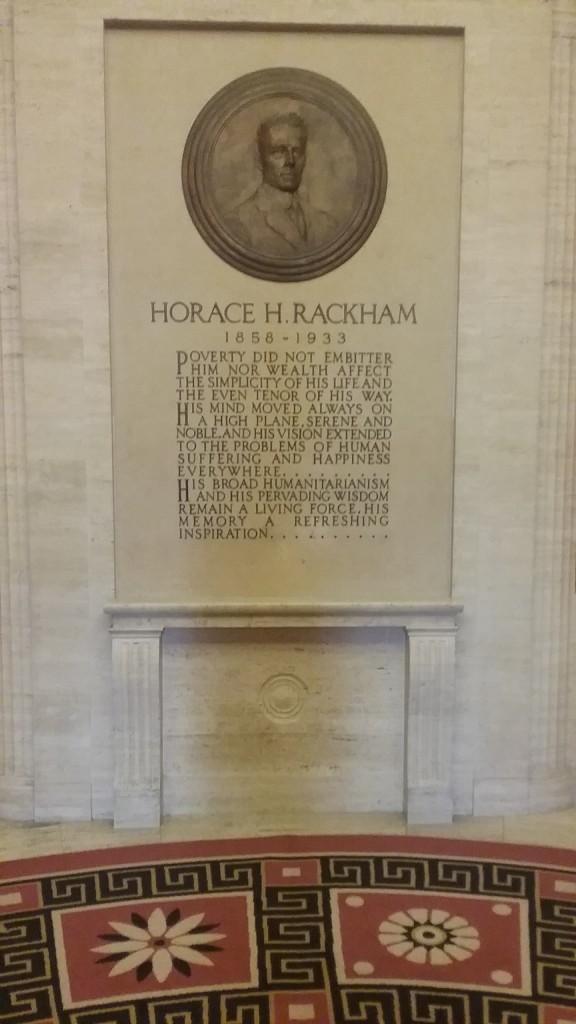 HORACE H. RACKHAM
1858-1933
POVERTY DID NOT EMBITTER
HIM NOR WEALTH AFFECT
THE SIMPLICITY OF HIS LIFE AND
THE EVEN TENOR OF HIS WAY.
HIS MIND MOVED ALWAYS ON
A HIGH PLANE, SERENE AND
NOBLE, AND HIS VISION EXTENDED
TO THE PROBLEMS OF HUMAN
SUFFERING AND HAPPINESS
EVERYWHERE. . . . . . . . .
HIS BROAD HUMANITARIANISM
AND HIS PERVADING WISDOM
REMAIN A LIVING FORCE, HIS
MEMORY A REFRESHING
INSPIRATION. . . . . . . . . .